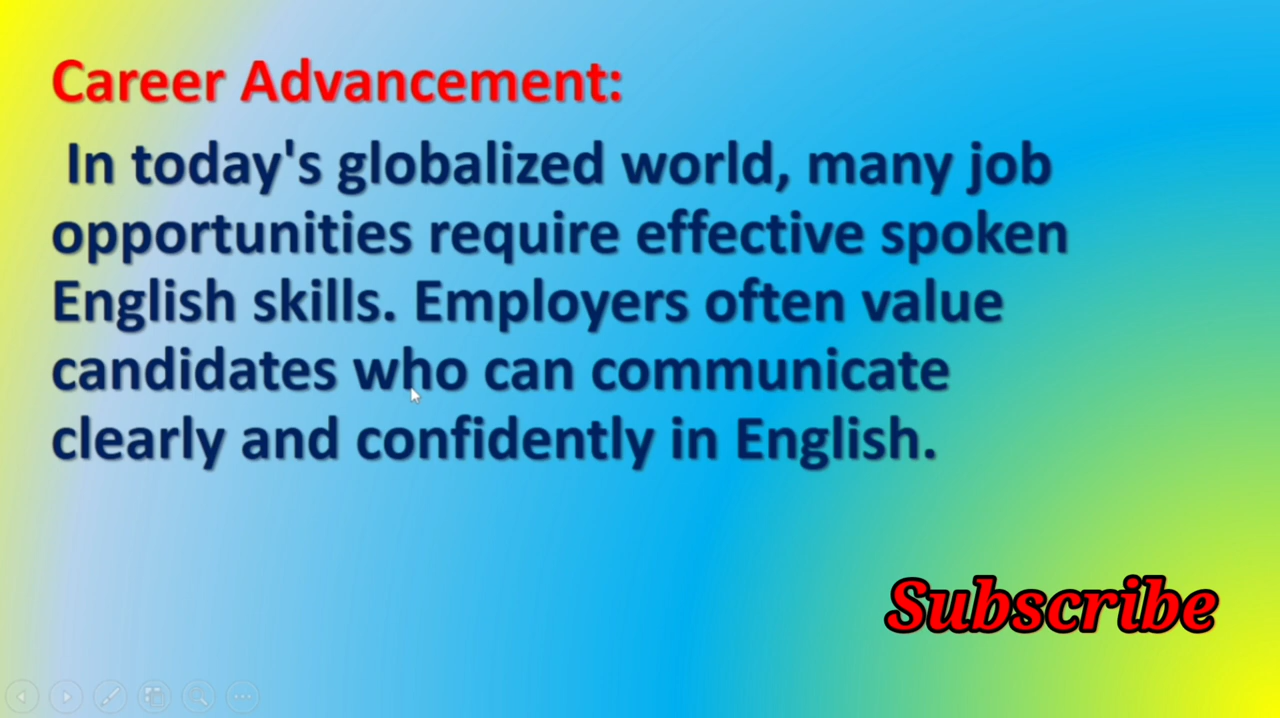 Career Advancement:
In today's globalized world, many job
opportunities require effective spoken
English skills. Employers often value
candidates who can communicate
clearly and confidently in English.
Subscribe